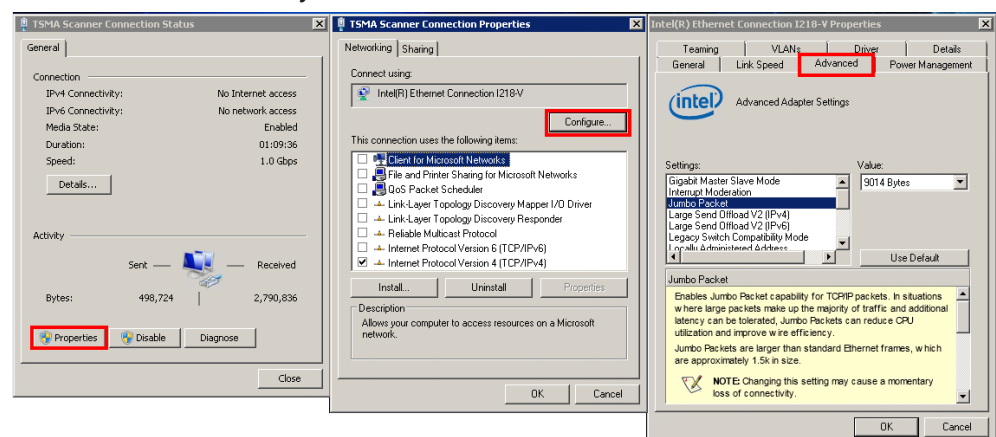 TSMA Scanner Connection Status
General
Connection
IPv4 Connectivity: No Internet access
IPv6 Connectivity: No network access
Media State: Enabled
Duration: 01:09:36
Speed: 1.0 Gbps
Details...
Activity
Sent Received
Bytes: 498,724 2,790,836
Properties Disable Diagnose
Close
TSMA Scanner Connection Properties
Networking Sharing
Connect using:
Intel(R) Ethernet Connection I218-V
Configure...
This connection uses the following items:
Client for Microsoft Networks
File and Printer Sharing for Microsoft Networks
QoS Packet Scheduler
Link-Layer Topology Discovery Mapper I/O Driver
Link-Layer Topology Discovery Responder
Reliable Multicast Protocol
Internet Protocol Version 6 (TCP/IPv6)
Internet Protocol Version 4 (TCP/IPv4)
Install... Uninstall Properties
Description
Allows your computer to access resources on a Microsoft
network.
OK Cancel
Intel(R) Ethernet Connection I218-V Properties
Teaming VLANs Driver Details
General Link Speed Advanced Power Management
intel Advanced Adapter Settings
Settings: Value:
Gigabit Master Slave Mode 9014 Bytes
Interrupt Moderation
Jumbo Packet
Large Send Offload V2 (IPv4)
Large Send Offload V2 (IPv6)
Legacy Switch Compatibility Mode
Locally Administered Address
Use Default
Jumbo Packet
Enables Jumbo Packet capability for TCP/IP packets. In situations
where large packets make up the majority of traffic and additional
latency can be tolerated, Jumbo Packets can reduce CPU
utilization and improve wire efficiency.
Jumbo Packets are larger than standard Ethernet frames, which
are approximately 1.5k in size.
NOTE: Changing this setting may cause a momentary
loss of connectivity.
OK Cancel